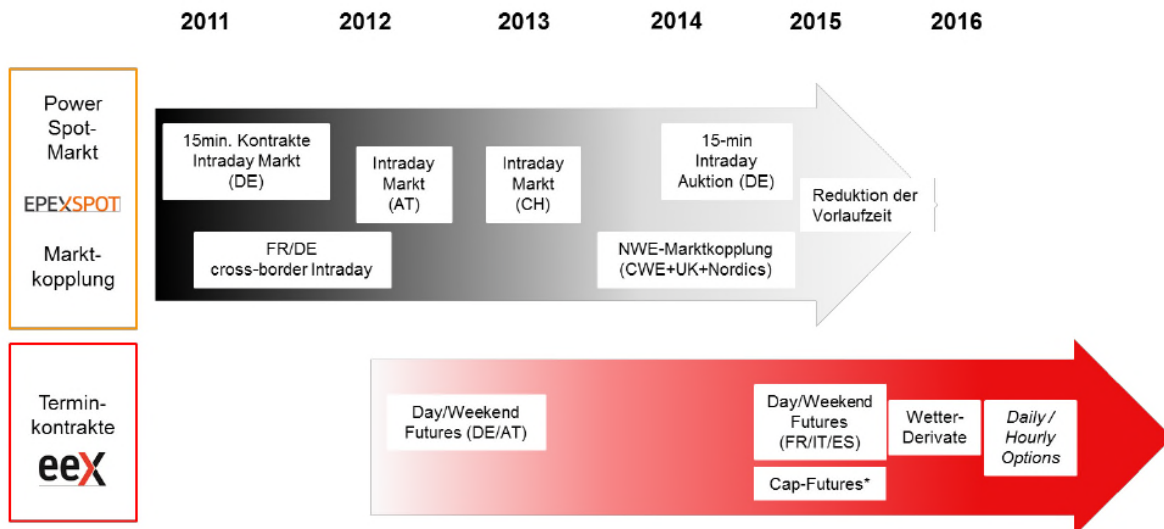 2011 2012 2013 2014 2015 2016
Power
Spot-
Markt
EPEXSPOT
Markt-
kopplung
15min. Kontrakte
Intraday Markt
(DE)
Intraday
Markt
(AT)
Intraday
Markt
(CH)
15-min
Intraday
Auktion (DE)
Reduktion der
Vorlaufzeit
FR/DE
cross-border Intraday
NWE-Marktkopplung
(CWE+UK+Nordics)
Termin-
kontrakte
eex
Day/Weekend
Futures (DE/AT)
Day/Weekend
Futures
(FR/IT/ES)
Cap-Futures*
Wetter-
Derivate
Daily /
Hourly
Options